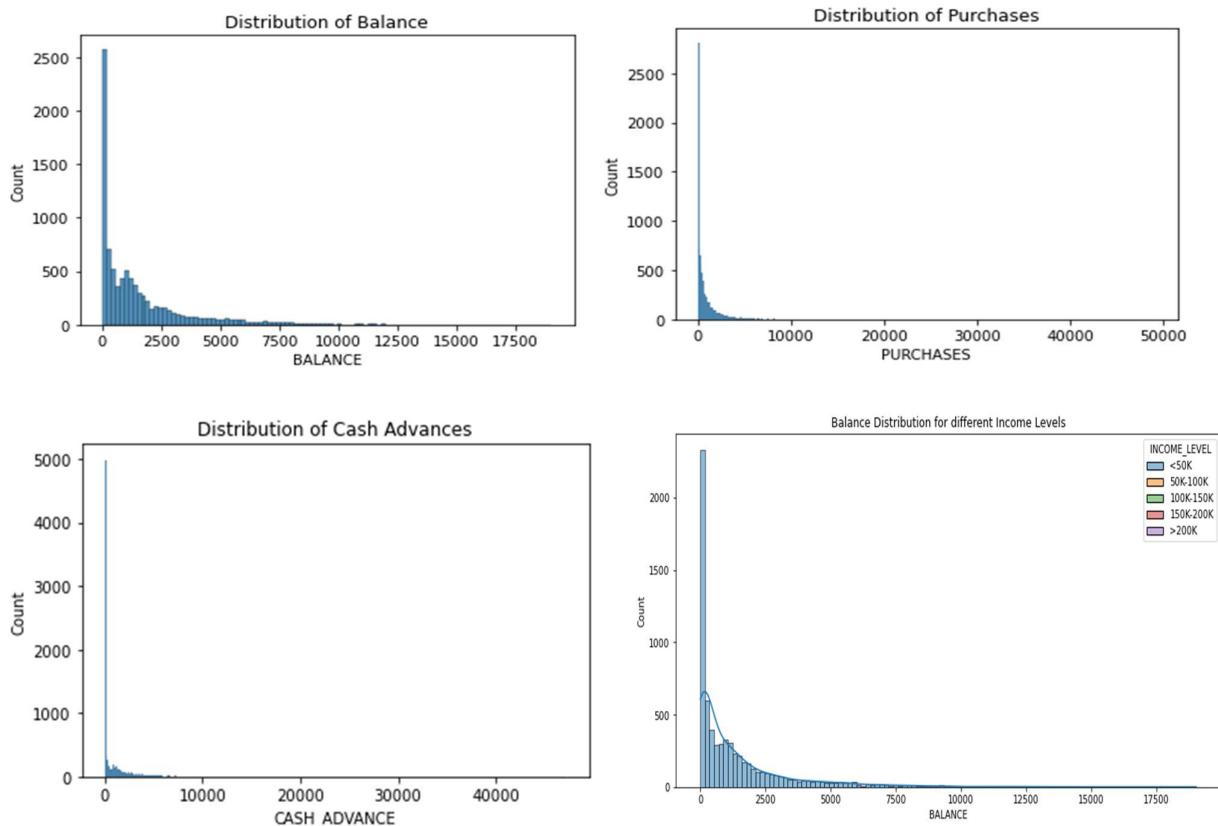 Distribution of Balance
2500
2000
1500
1000
500
0
Count
0 2500 5000 7500 10000 12500 15000 17500
BALANCE
Distribution of Purchases
2500
2000
1500
1000
500
0
Count
0 10000 20000 30000 40000 50000
PURCHASES
Distribution of Cash Advances
5000
4000
3000
2000
1000
0
Count
0 10000 20000 30000 40000
CASH_ADVANCE
Balance Distribution for different Income Levels
INCOME_LEVEL
<50K
50K-100K
100K-150K
150K-200K
>200K
2000
1500
1000
500
0
Count
0 2500 5000 7500 10000 12500 15000 17500
BALANCE